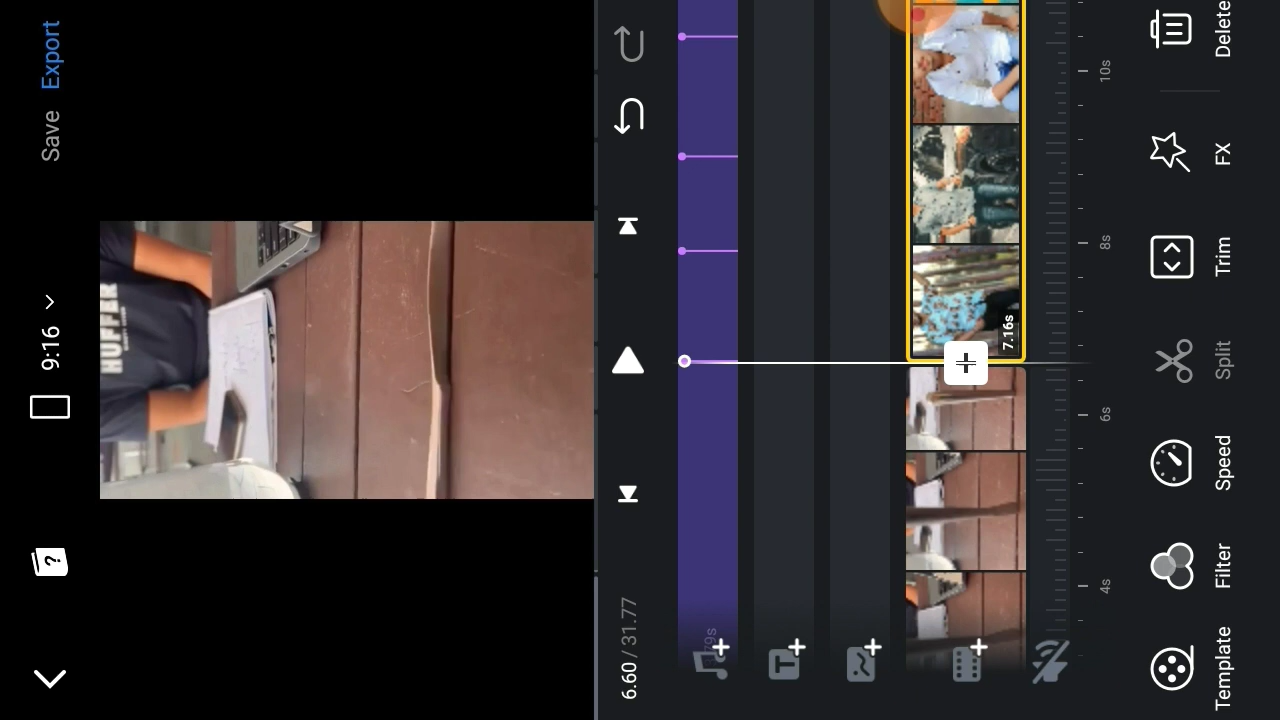 9:16
Save
Export
HUFFER
6.60 / 31.77
7.16s
4s
6s
8s
10s
Template
Filter
Speed
Split
Trim
FX
Delete